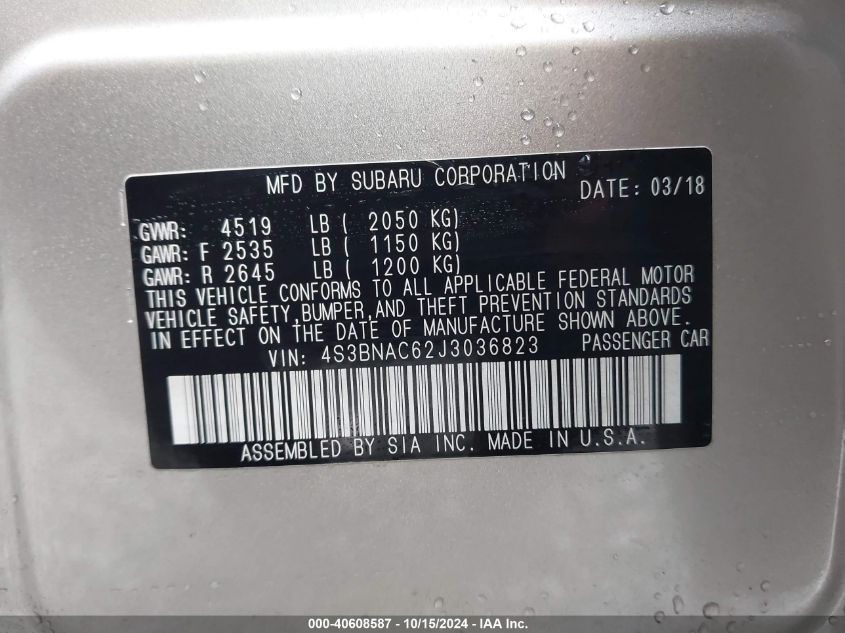 MFD BY SUBARU CORPORATION
DATE: 03/18
GVWR: 4519 LB ( 2050 KG)
GAWR: F 2535 LB ( 1150 KG)
GAWR: R 2645 LB ( 1200 KG)
THIS VEHICLE CONFORMS TO ALL APPLICABLE FEDERAL MOTOR
VEHICLE SAFETY,BUMPER,AND THEFT PREVENTION STANDARDS
IN EFFECT ON THE DATE OF MANUFACTURE SHOWN ABOVE.
VIN: 4S3BNAC62J3036823 PASSENGER CAR
ASSEMBLED BY SIA INC. MADE IN U.S.A.
000-40608587 - 10/15/2024 - IAA Inc.